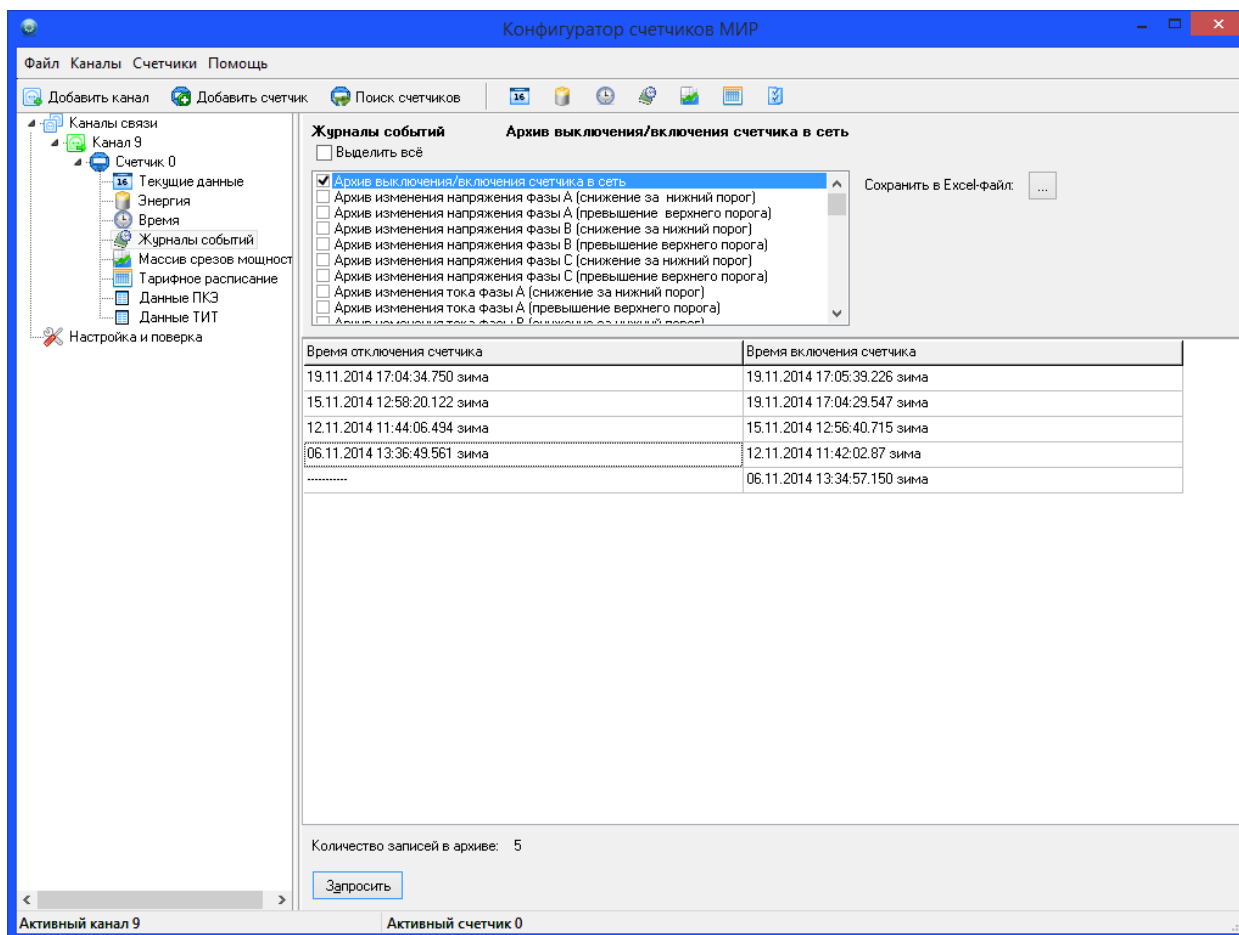 Конфигуратор счетчиков МИР
Файл Каналы Счетчики Помощь
Добавить канал Добавить счетчик Поиск счетчиков 16
Каналы связи
Канал 9
Счетчик 0
16 Текущие данные
Энергия
Время
Журналы событий
Массив срезов мощност
Тарифное расписание
Данные ПКЭ
Данные ТИТ
Настройка и поверка
Журналы событий Архив выключения/включения счетчика в сеть
Выделить всё
Архив выключения/включения счетчика в сеть
Архив изменения напряжения фазы А (снижение за нижний порог)
Архив изменения напряжения фазы А (превышение верхнего порога)
Архив изменения напряжения фазы В (снижение за нижний порог)
Архив изменения напряжения фазы В (превышение верхнего порога)
Архив изменения напряжения фазы С (снижение за нижний порог)
Архив изменения напряжения фазы С (превышение верхнего порога)
Архив изменения тока фазы А (снижение за нижний порог)
Архив изменения тока фазы А (превышение верхнего порога)
Архив изменения тока фазы В (снижение за нижний порог)
Сохранить в Excel-файл: ...
Время отключения счетчика Время включения счетчика
19.11.2014 17:04:34.750 зима 19.11.2014 17:05:39.226 зима
15.11.2014 12:58:20.122 зима 19.11.2014 17:04:29.547 зима
12.11.2014 11:44:06.494 зима 15.11.2014 12:56:40.715 зима
06.11.2014 13:36:49.561 зима 12.11.2014 11:42:02.87 зима
---------- 06.11.2014 13:34:57.150 зима
Количество записей в архиве: 5
Запросить
Активный канал 9 Активный счетчик 0